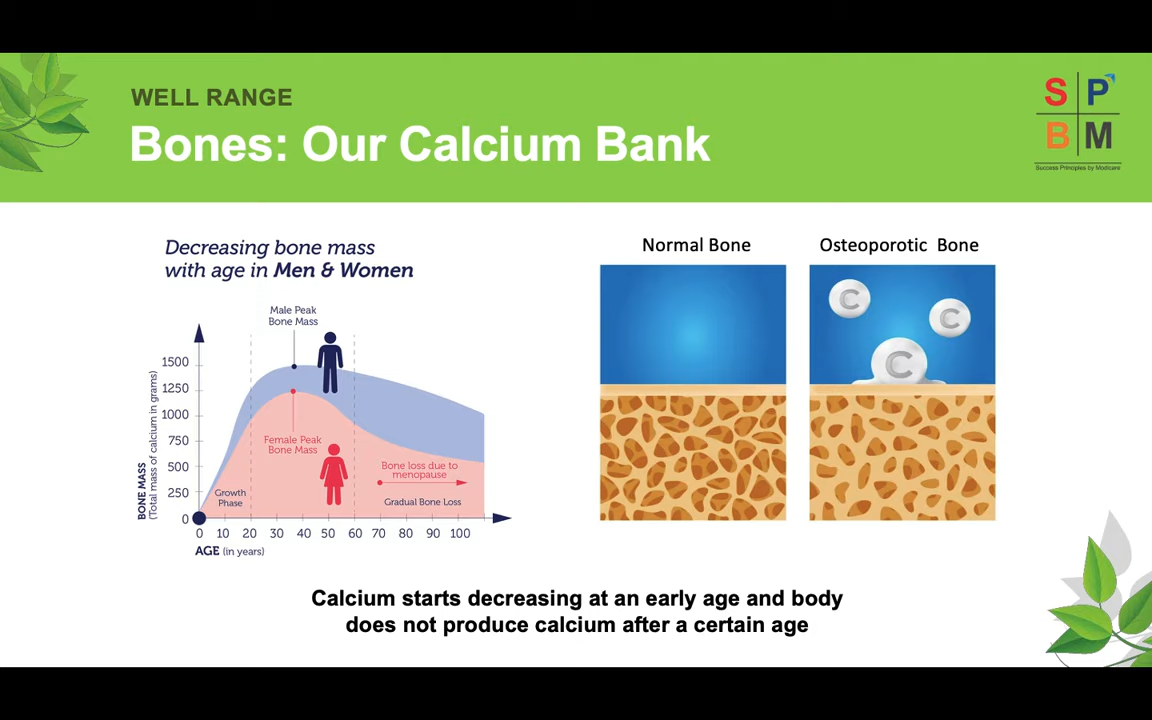 WELL RANGE
Bones: Our Calcium Bank
S P
B M
Success Principles by Modicare
Decreasing bone mass
with age in Men & Women
Male Peak
Bone Mass
1500
1250
1000
750
500
250
0
BONE MASS
(Total mass of calcium in grams)
Female Peak
Bone Mass
Bone loss due to
menopause
Growth
Phase
Gradual Bone Loss
0 10 20 30 40 50 60 70 80 90 100
AGE (in years)
Normal Bone
Osteoporotic Bone
C
C
C
Calcium starts decreasing at an early age and body
does not produce calcium after a certain age